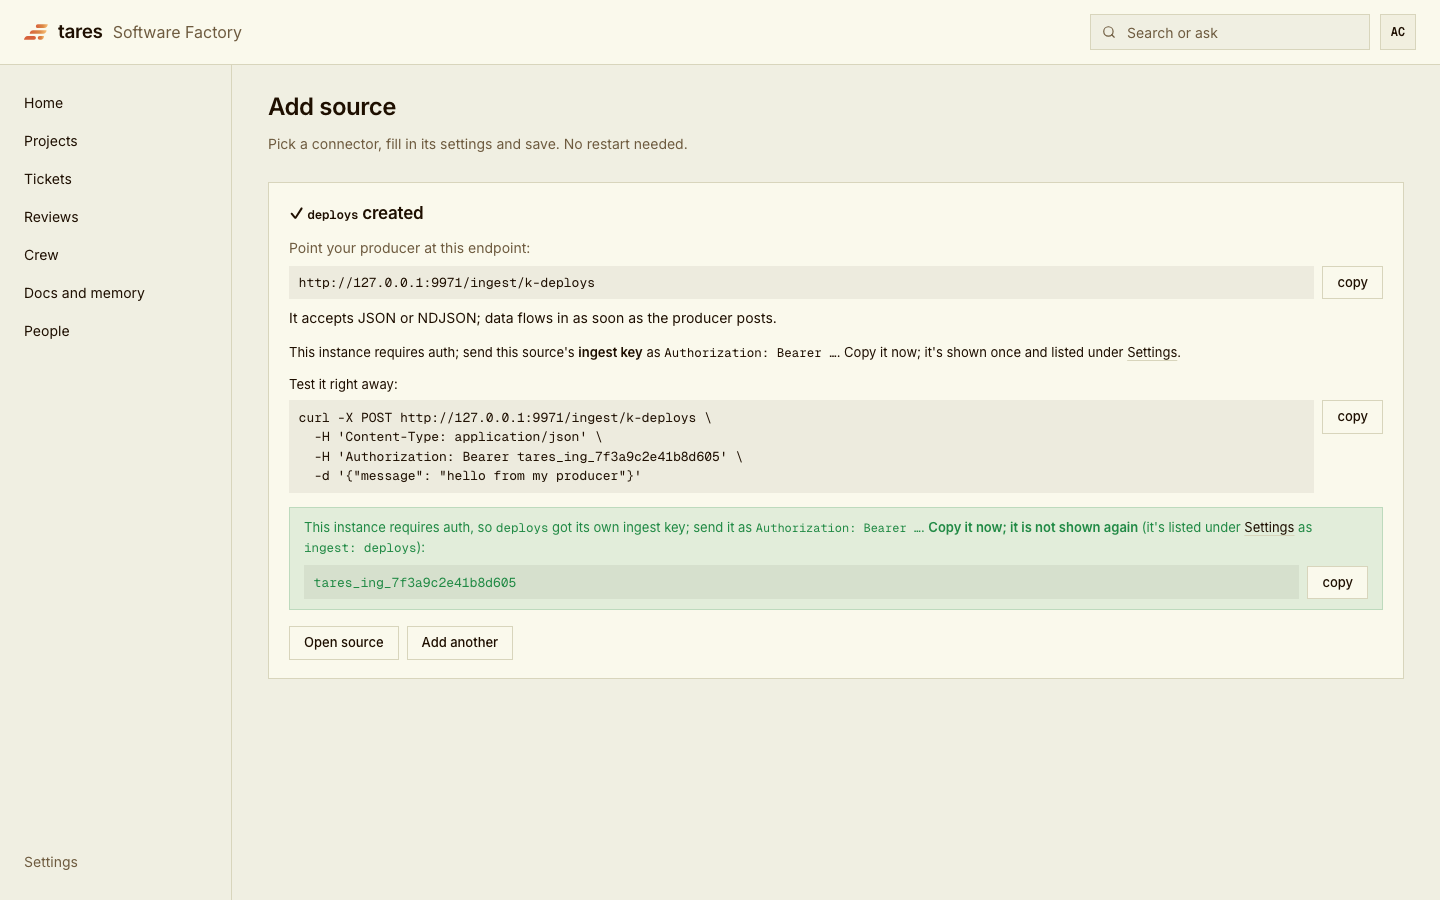 tares Software Factory
Search or ask
AC
Home
Projects
Tickets
Reviews
Crew
Docs and memory
People
Settings
Add source
Pick a connector, fill in its settings and save. No restart needed.
deploys created
Point your producer at this endpoint:
http://127.0.0.1:9971/ingest/k-deploys
copy
It accepts JSON or NDJSON; data flows in as soon as the producer posts.
This instance requires auth; send this source's ingest key as Authorization: Bearer …. Copy it now; it's shown once and listed under Settings.
Test it right away:
curl -X POST http://127.0.0.1:9971/ingest/k-deploys \
-H 'Content-Type: application/json' \
-H 'Authorization: Bearer tares_ing_7f3a9c2e41b8d605' \
-d '{"message": "hello from my producer"}'
copy
This instance requires auth, so deploys got its own ingest key; send it as Authorization: Bearer …. Copy it now; it is not shown again (it's listed under Settings as
ingest: deploys):
tares_ing_7f3a9c2e41b8d605
copy
Open source
Add another